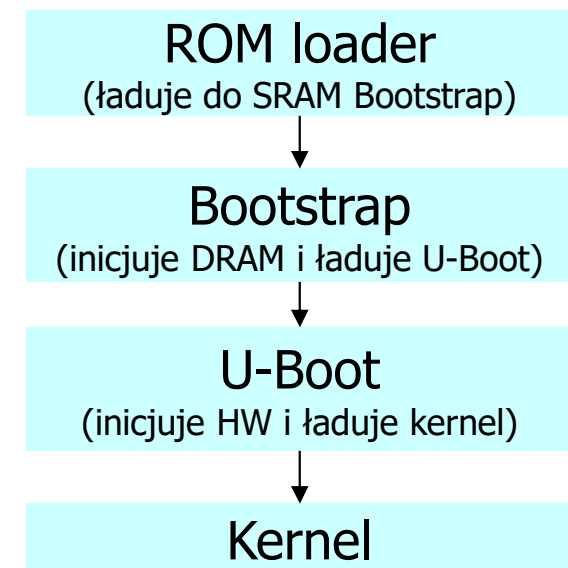 ROM loader
(ładuje do SRAM Bootstrap)
Bootstrap
(inicjuje DRAM i ładuje U-Boot)
U-Boot
(inicjuje HW i ładuje kernel)
Kernel